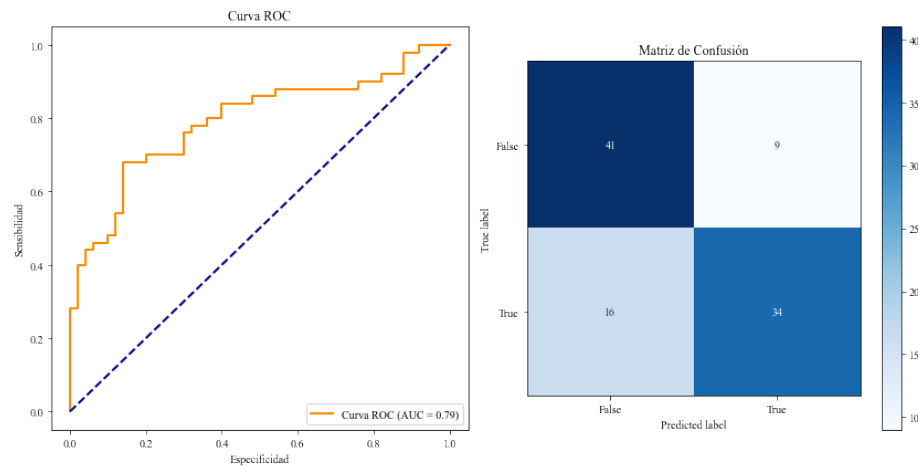 Curva ROC
1.0
0.8
0.6
0.4
0.2
0.0
Sensibilidad
0.0
0.2
0.4
0.6
0.8
1.0
Especificidad
Curva ROC (AUC = 0.79)
Matriz de Confusión
False
True
True label
41
9
16
34
False
True
Predicted label
40
35
30
25
20
15
10